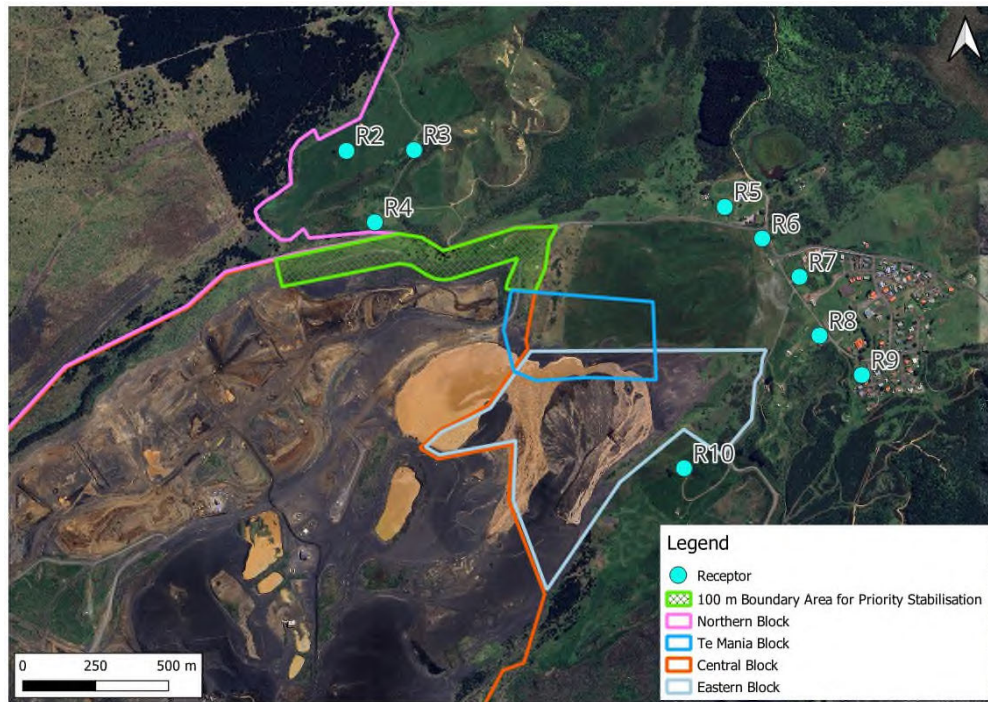 R2
R3
R4
R5
R6
R7
R8
R9
R10
Legend
Receptor
100 m Boundary Area for Priority Stabilisation
Northern Block
Te Mania Block
Central Block
Eastern Block
0 250 500 m